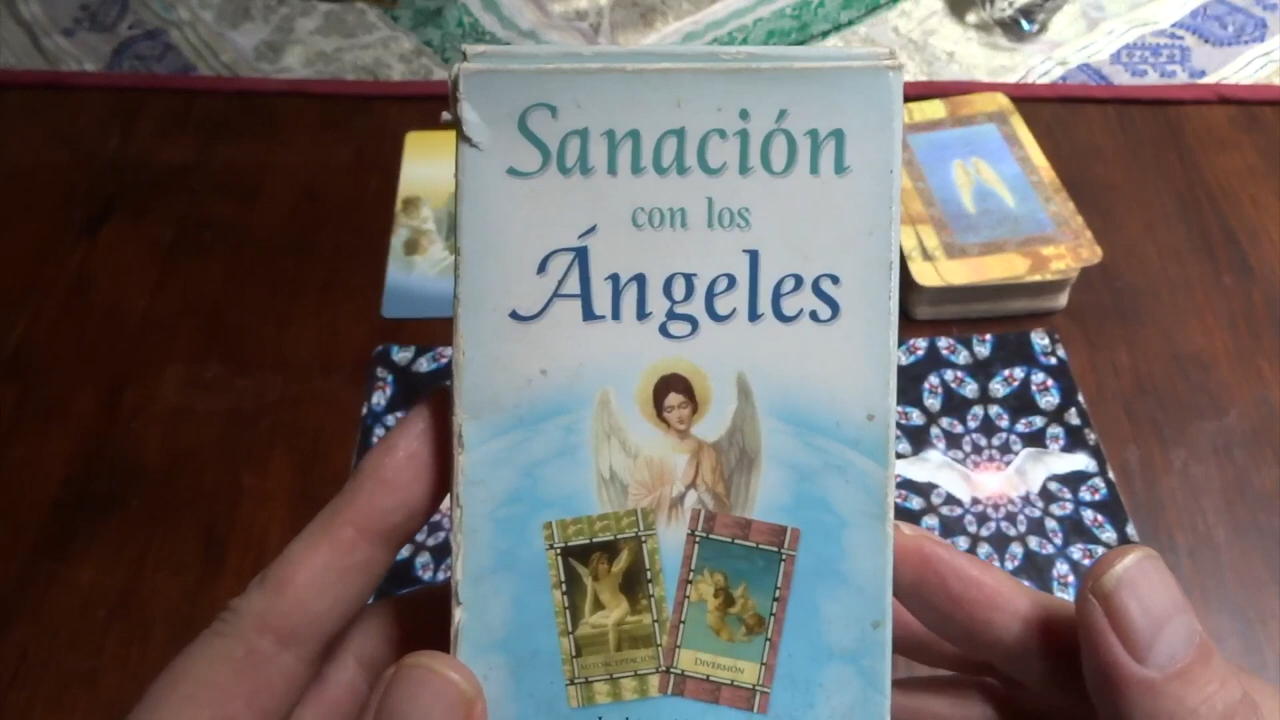 Sanación
con los
Ángeles
AUTOACEPTACIÓN
DIVERSIÓN